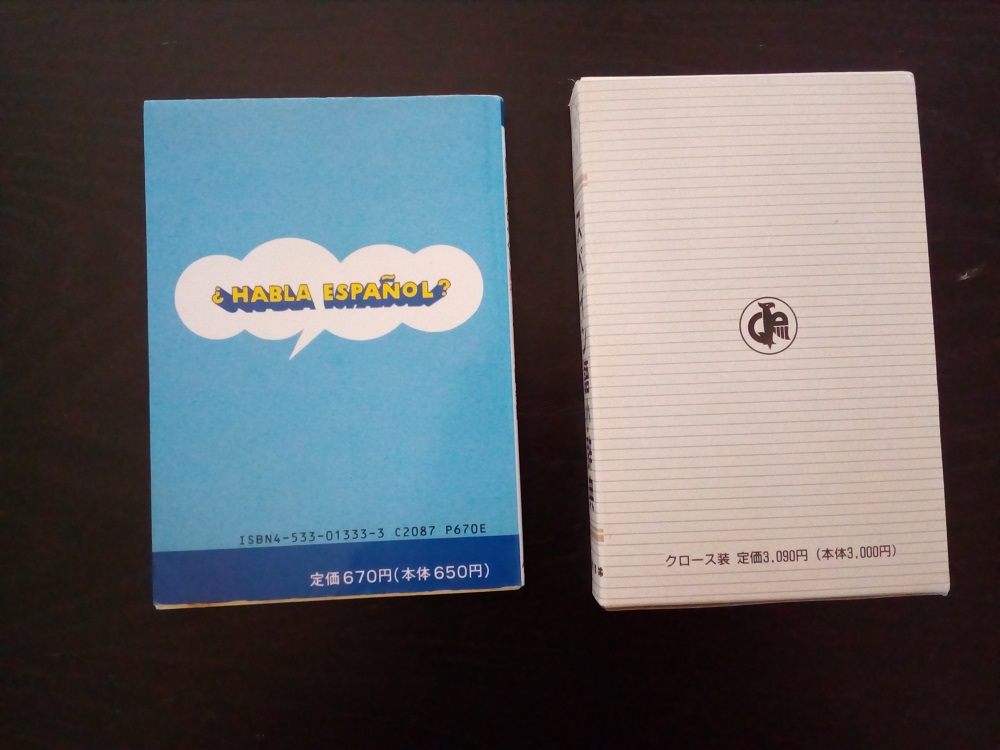 ¿HABLA ESPAÑOL?
ISBN4-533-01333-3 C2087 P670E
定価670円(本体650円)
クロース装 定価3,090円 (本体3,000円)